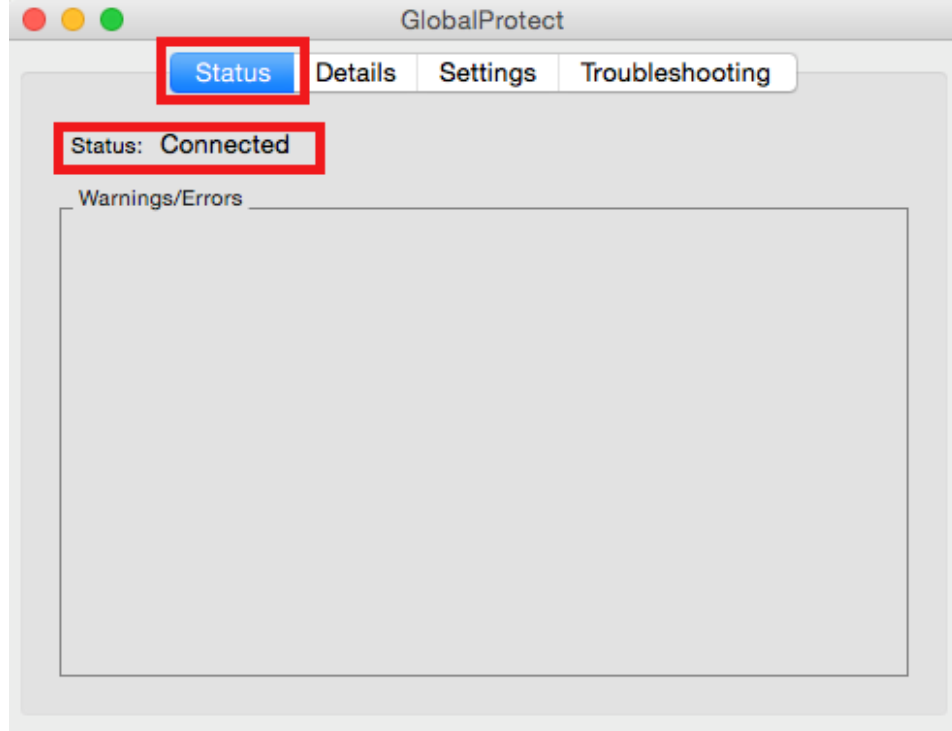 GlobalProtect
Status Details Settings Troubleshooting
Status: Connected
Warnings/Errors